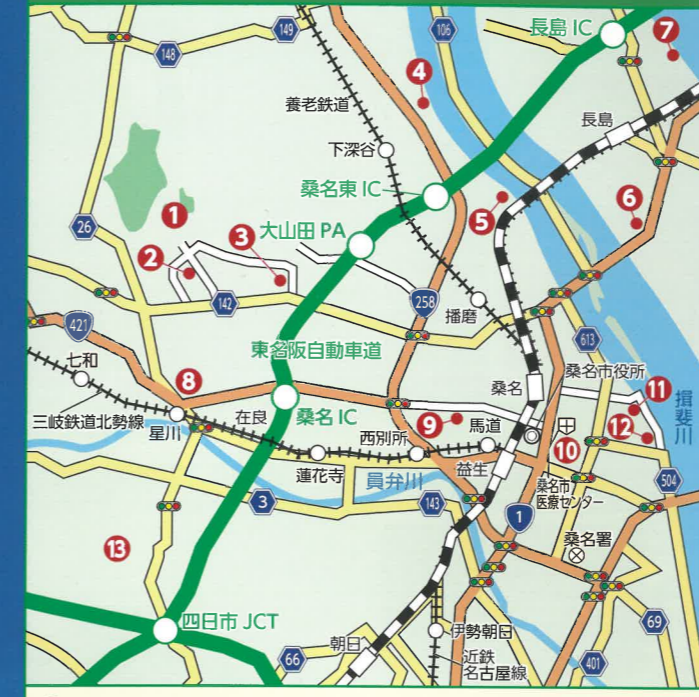 149
148
106
長島 IC
7
4
養老鉄道
下深谷
長島
桑名東 IC
1
5
6
26
大山田 PA
2
3
142
258
播磨
421
613
東名阪自動車道
七和
桑名市役所
8
桑名
11
揖斐川
三岐鉄道北勢線
在良
桑名 IC
9
馬道
12
星川
西別所
10
蓮花寺
益生
員弁川
504
桑名市
医療センター
3
143
1
桑名署
13
四日市 JCT
69
朝日
伊勢朝日
66
近鉄
名古屋線
401